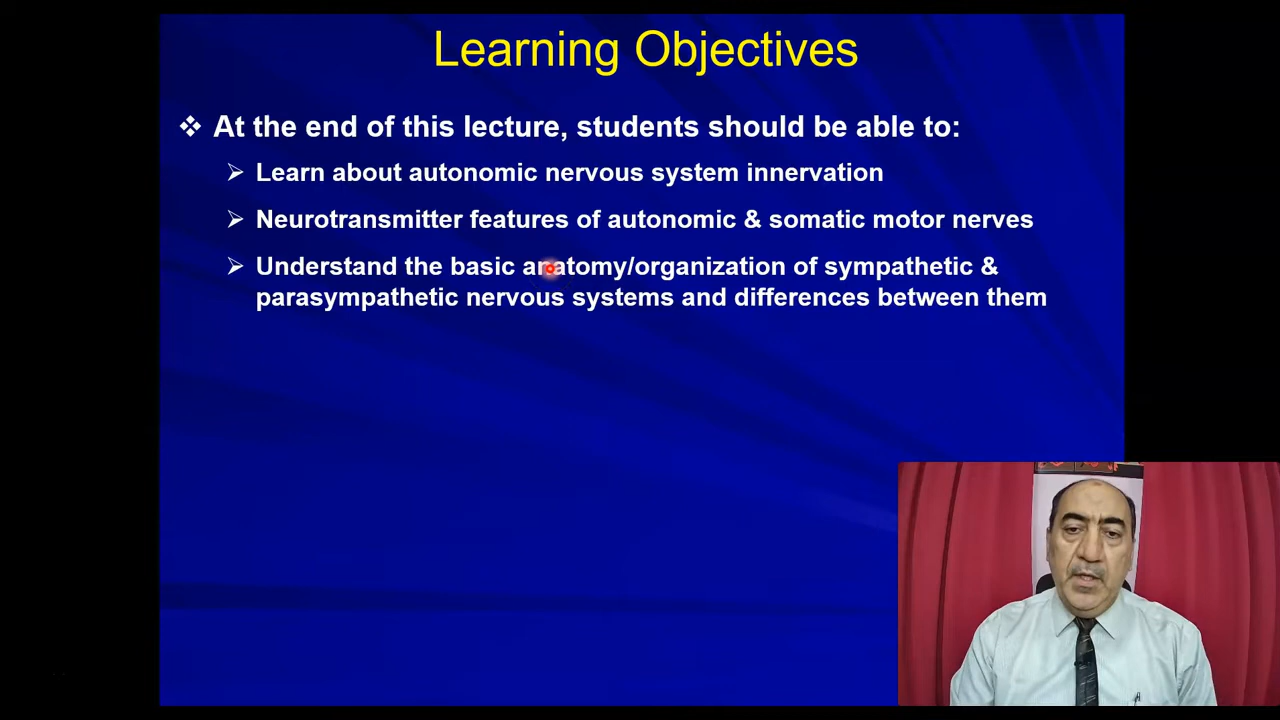 Learning Objectives
❖ At the end of this lecture, students should be able to:
➢ Learn about autonomic nervous system innervation
➢ Neurotransmitter features of autonomic & somatic motor nerves
➢ Understand the basic anatomy/organization of sympathetic &
parasympathetic nervous systems and differences between them